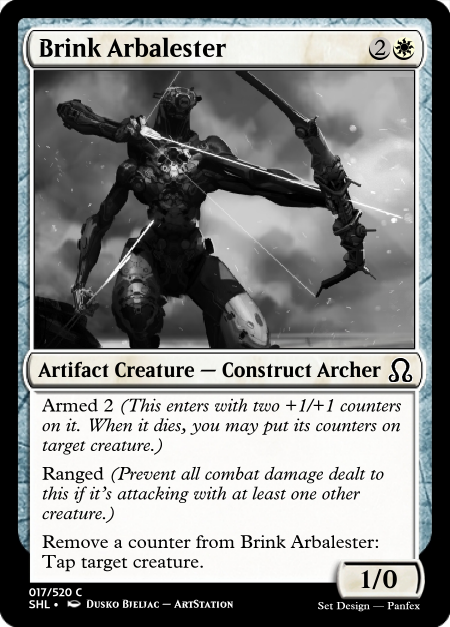 Brink Arbalester 2
Artifact Creature — Construct Archer
Armed 2 (This enters with two +1/+1 counters
on it. When it dies, you may put its counters on
target creature.)
Ranged (Prevent all combat damage dealt to
this if it's attacking with at least one other
creature.)
Remove a counter from Brink Arbalester:
Tap target creature.
1/0
017/520 C
SHL • Dusko Bieljac — ArtStation
Set Design — Panfex